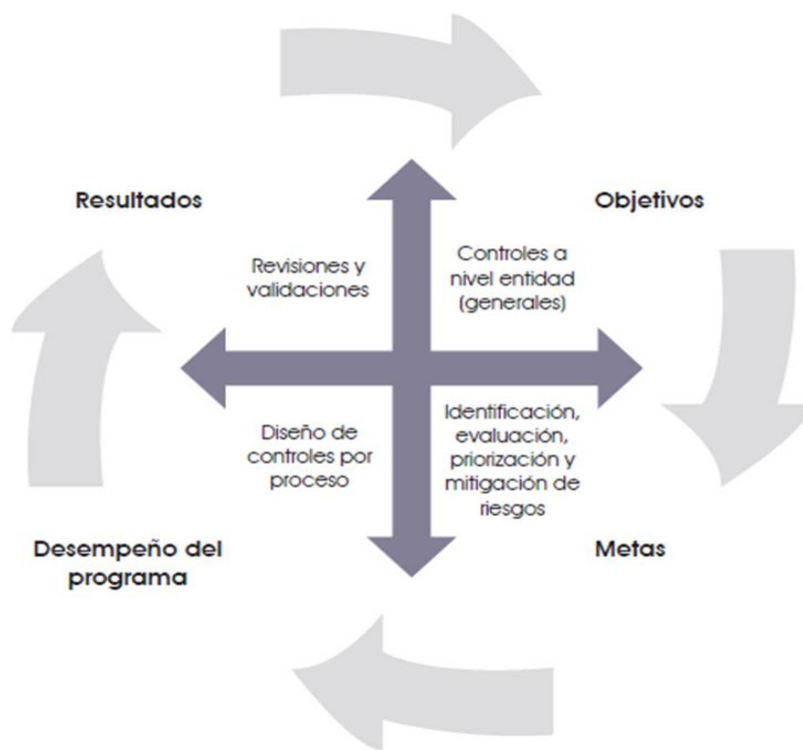 Resultados
Objetivos
Revisiones y
validaciones
Controles a
nivel entidad
(generales)
Diseño de
controles por
proceso
Identificación,
evaluación,
priorización y
mitigación de
riesgos
Desempeño del
programa
Metas